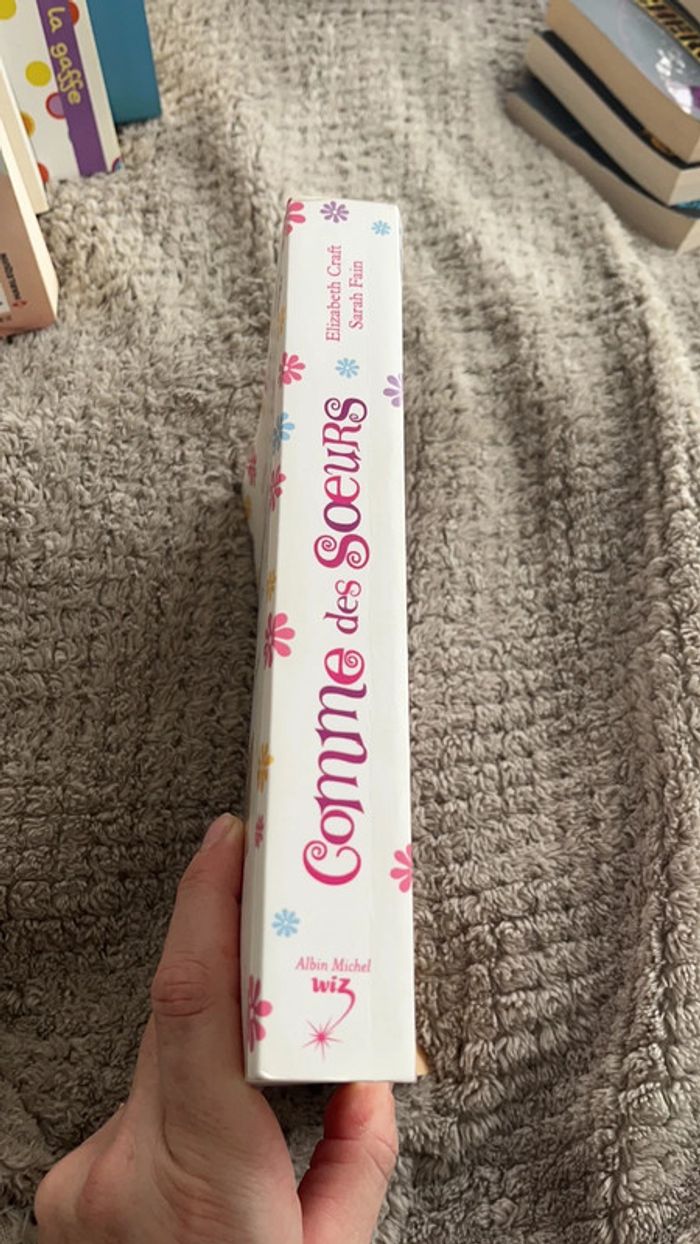 la gaffe
Elizabeth Craft
Sarah Fain
Comme des Soeurs
Albin Michel
wiz